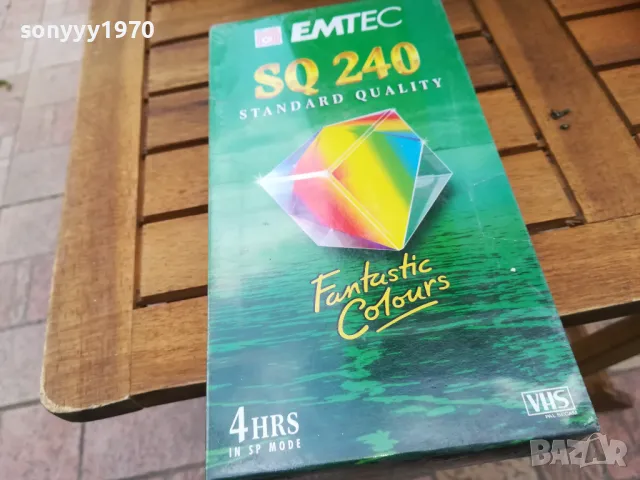 sonyyy1970
EMTEC
SQ 240
STANDARD QUALITY
Fantastic
Colours
4 HRS
IN SP MODE
VHS
BAZAR